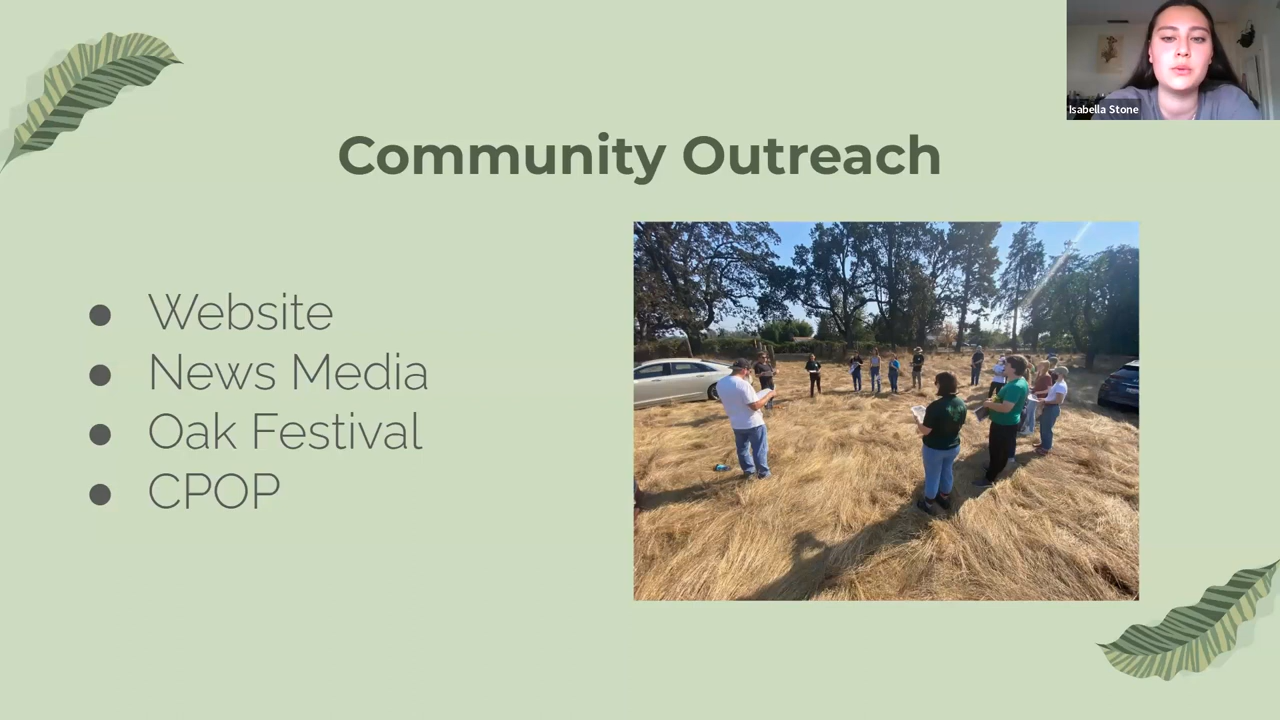 Isabella Stone
Community Outreach
● Website
● News Media
● Oak Festival
● CPOP